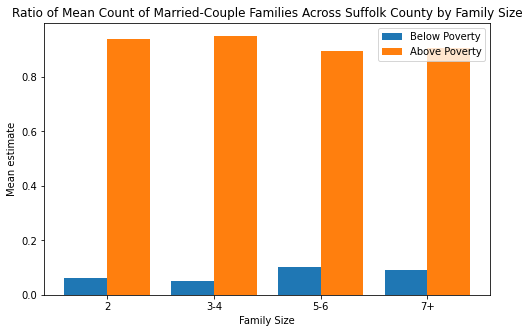 Ratio of Mean Count of Married-Couple Families Across Suffolk County by Family Size
Below Poverty
Above Poverty
Mean estimate
0.8
0.6
0.4
0.2
0.0
2
3-4
5-6
7+
Family Size